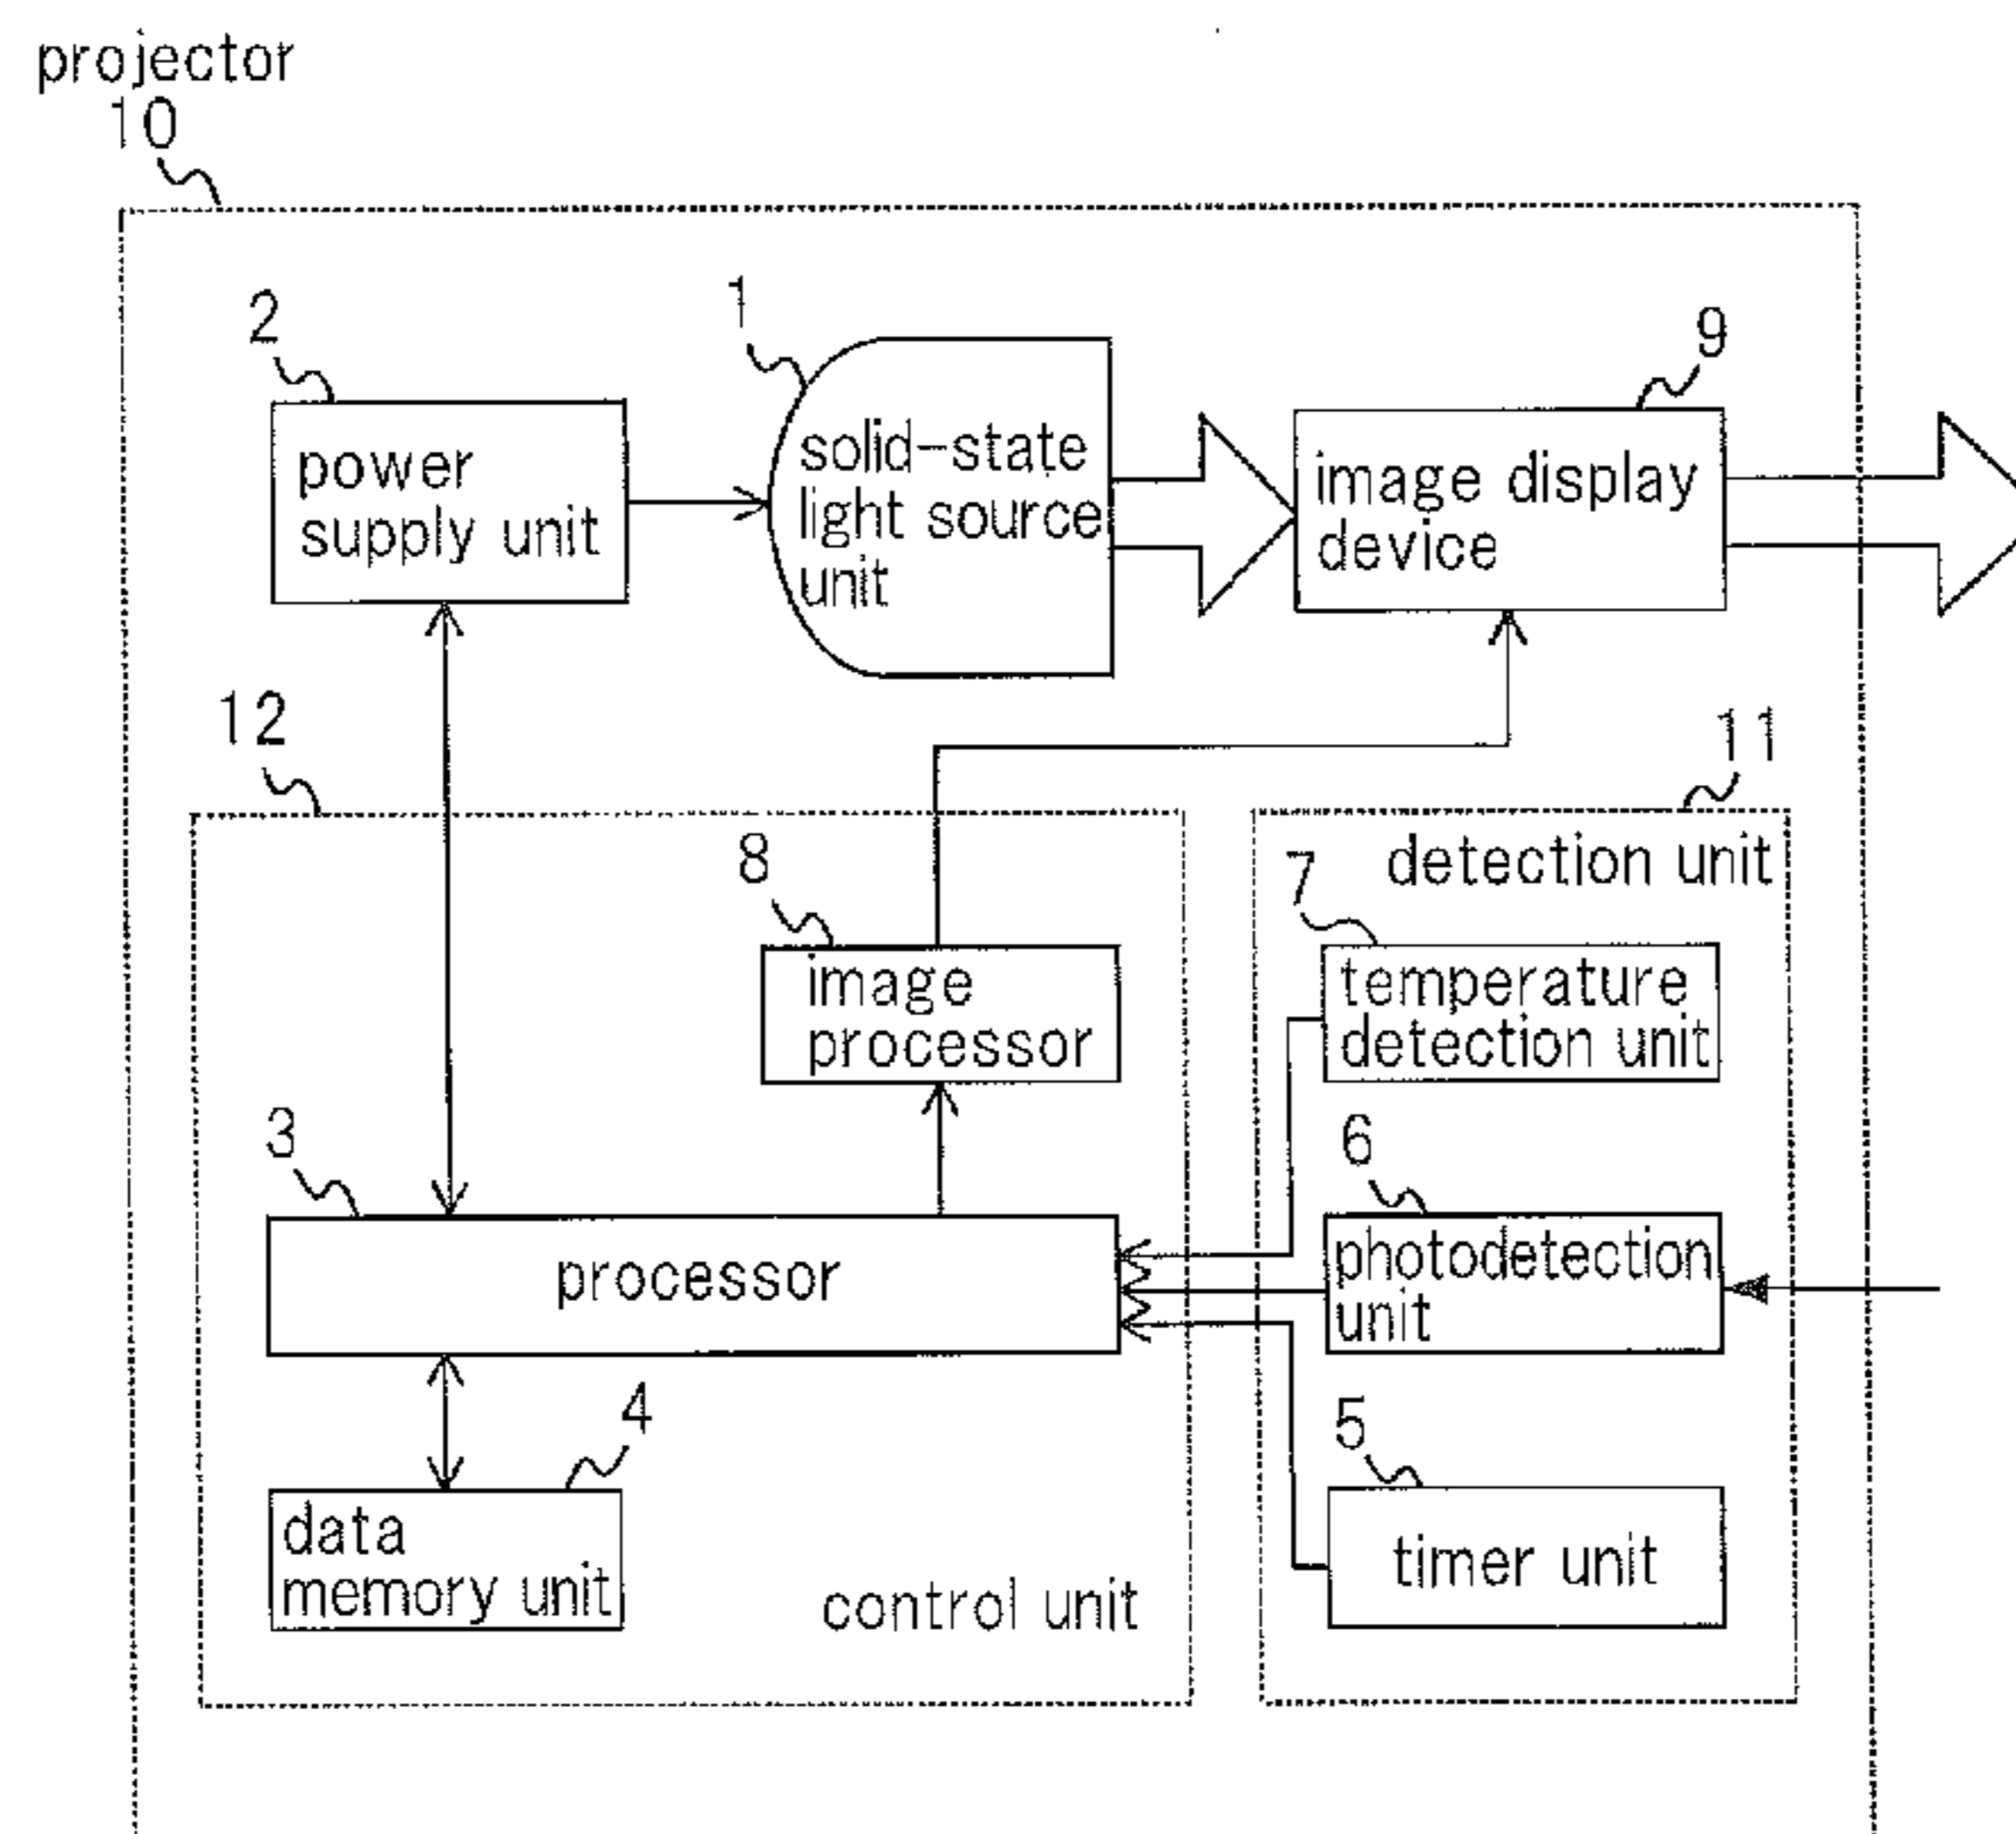 projector
10
2
1
9
power
supply unit
solid-state
light source
unit
image display
device
12
11
8
detection unit
7
image
processor
temperature
detection unit
3
6
processor
photodetection
unit
4
5
data
memory unit
timer unit
control unit